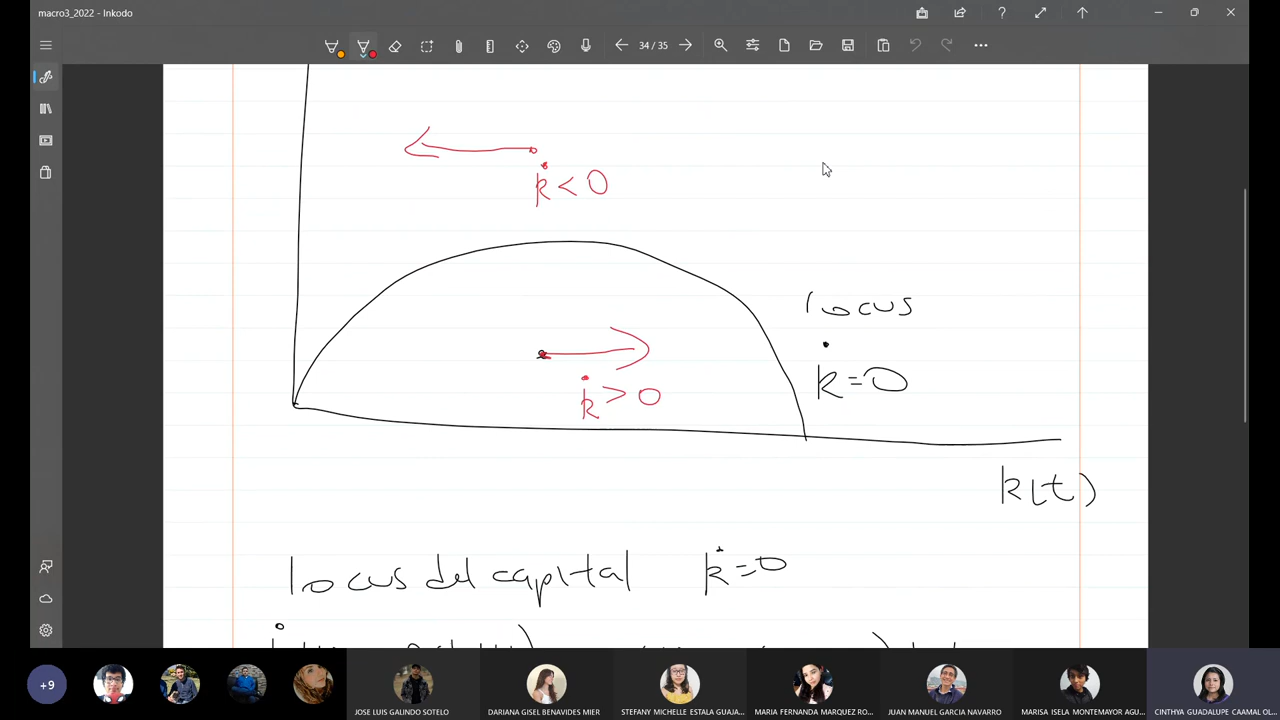 macro3_2022 - Inkodo
34 / 35
k̇ < 0
locus
k̇ = 0
k̇ > 0
k(t)
locus del capital k̇ = 0
+9
JOSE LUIS GALINDO SOTELO
DARIANA GISEL BENAVIDES MIER
STEFANY MICHELLE ESTALA GUAJA...
MARIA FERNANDA MARQUEZ RO...
JUAN MANUEL GARCIA NAVARRO
MARISA ISELA MONTEMAYOR AGU...
CINTHYA GUADALUPE CAAMAL OL...